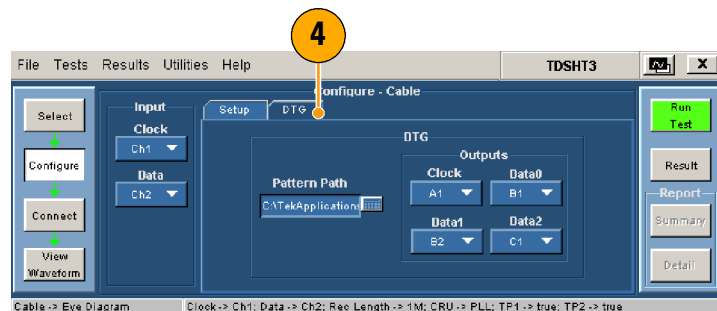 4
File Tests Results Utilities Help TDSHT3 X
Configure - Cable
Select
Configure
Connect
View
Waveform
Input
Clock
Ch1
Data
Ch2
Setup DTG
DTG
Pattern Path
C:\TekApplications
Outputs
Clock Data0
A1 B1
Data1 Data2
B2 C1
Run
Test
Result
Report
Summary
Detail
Cable -> Eye Diagram Clock -> Ch1; Data -> Ch2; Rec Length -> 1M; CRU -> PLL; TP1 -> true; TP2 -> true